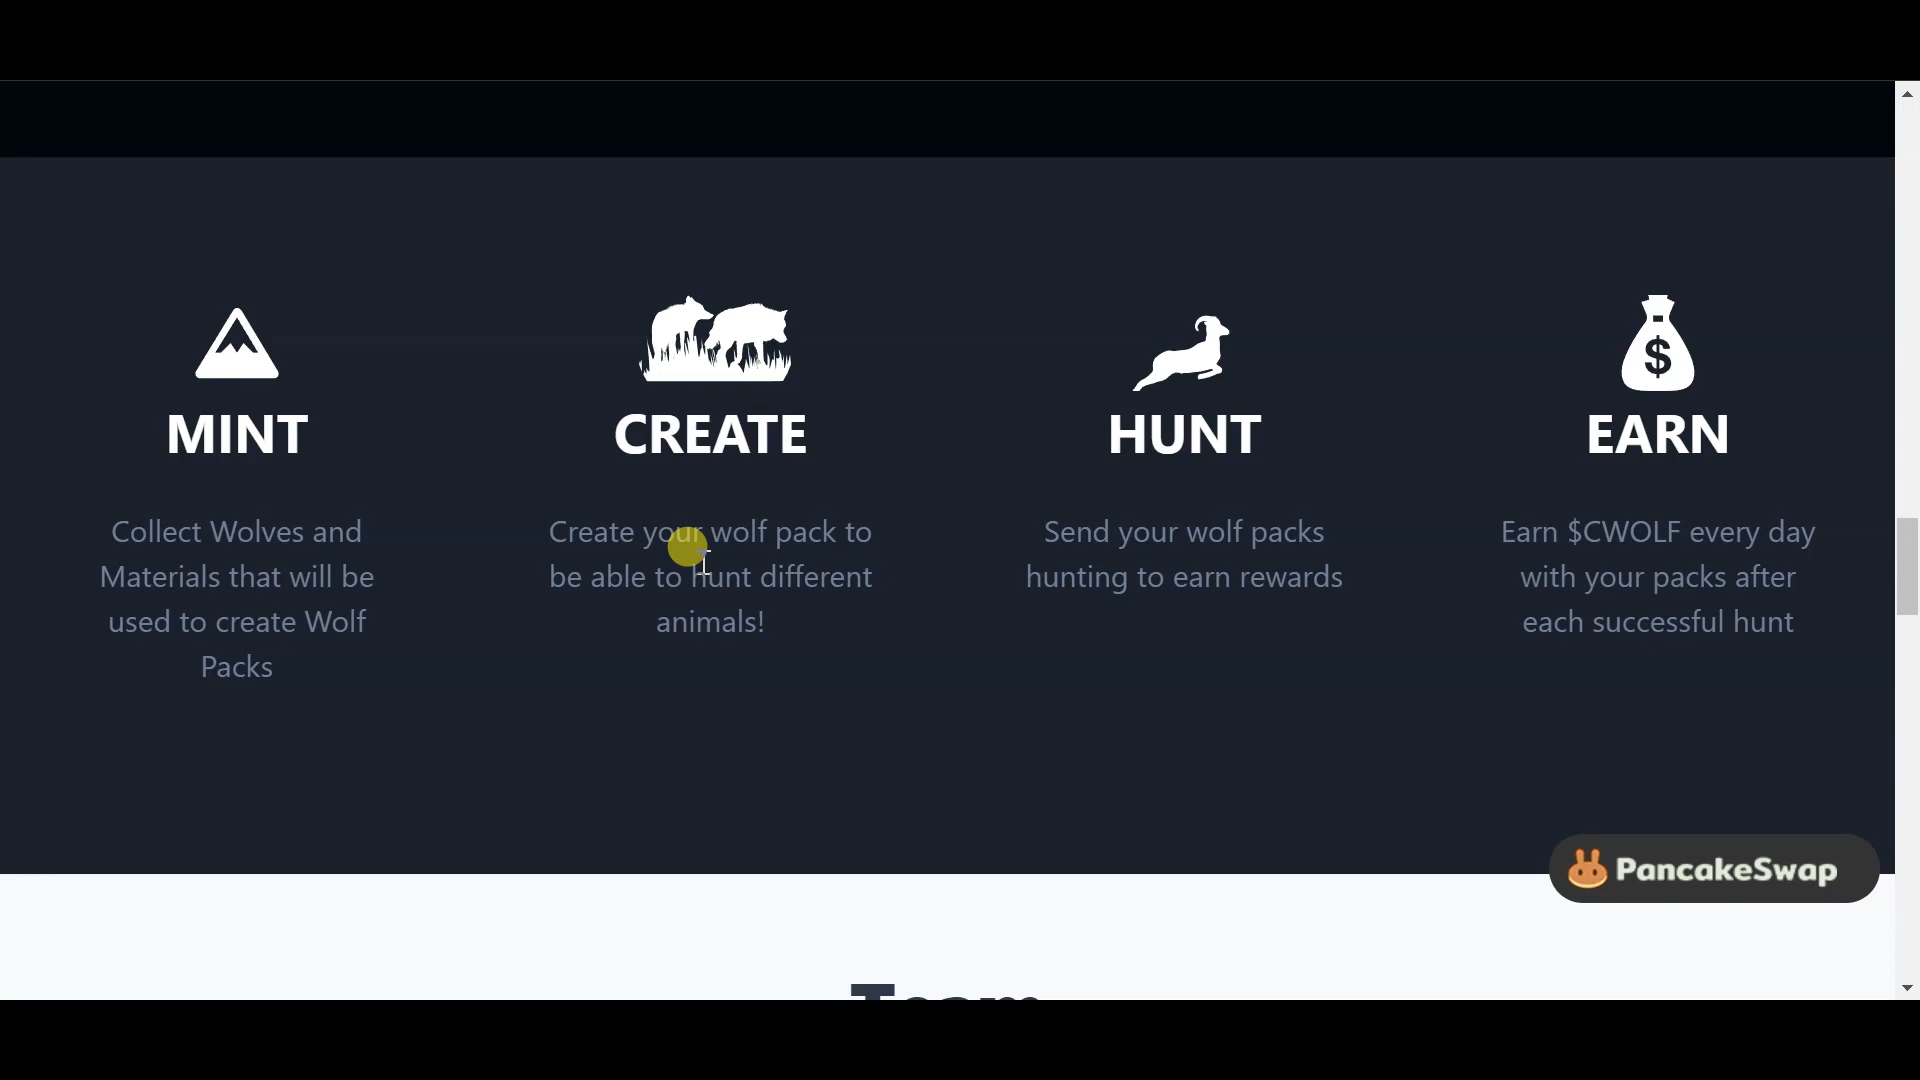 MINT
Collect Wolves and
Materials that will be
used to create Wolf
Packs
CREATE
Create your wolf pack to
be able to hunt different
animals!
HUNT
Send your wolf packs
hunting to earn rewards
$
EARN
Earn $CWOLF every day
with your packs after
each successful hunt
PancakeSwap
Team